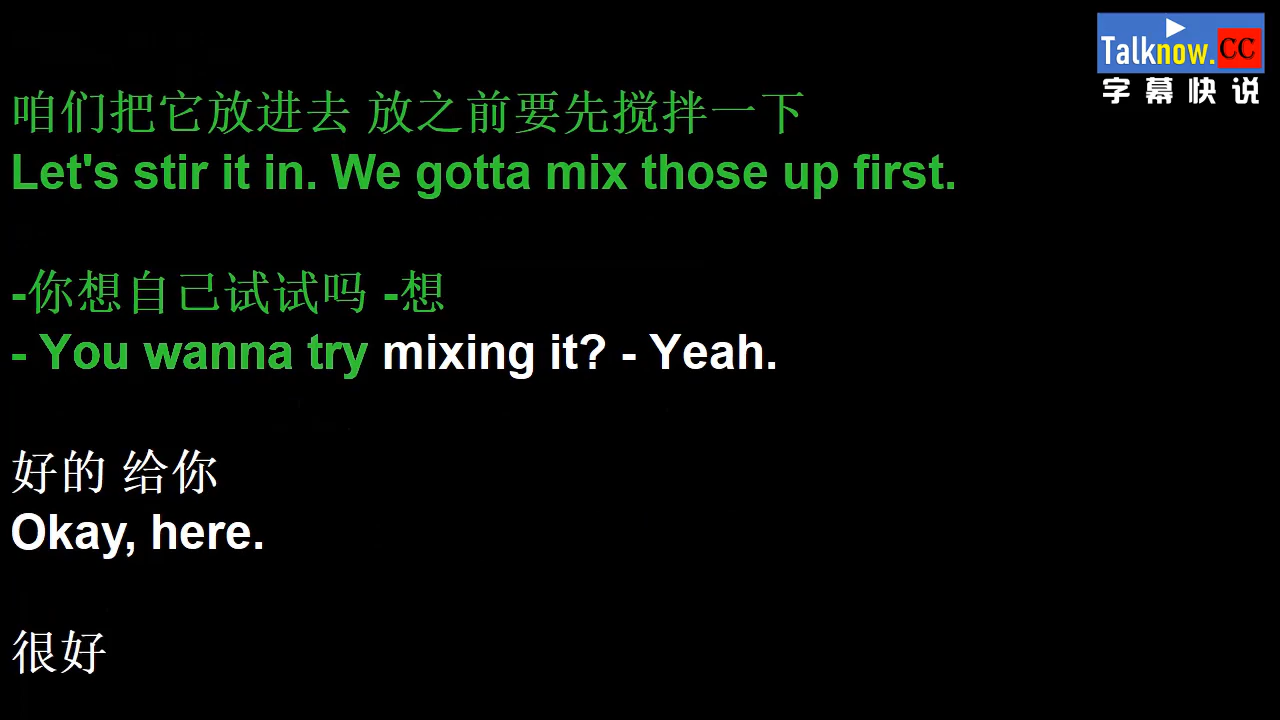 Talknow.CC
字幕快说
咱们把它放进去 放之前要先搅拌一下
Let's stir it in. We gotta mix those up first.
-你想自己试试吗 -想
- You wanna try mixing it? - Yeah.
好的 给你
Okay, here.
很好